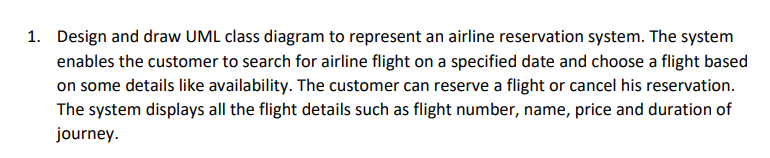 1. Design and draw UML class diagram to represent an airline reservation system. The system
enables the customer to search for airline flight on a specified date and choose a flight based
on some details like availability. The customer can reserve a flight or cancel his reservation.
The system displays all the flight details such as flight number, name, price and duration of
journey.